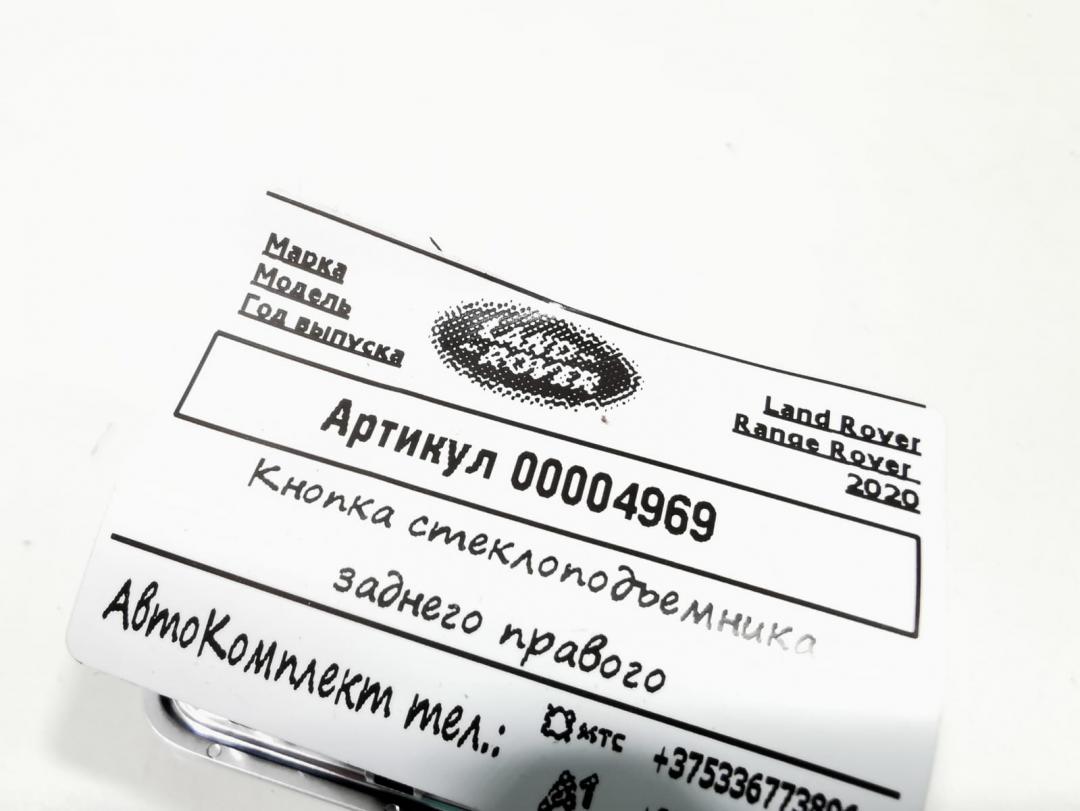 Марка
Модель
Год выпуска
LAND-
-ROVER
Land Rover
Range Rover
2020
Артикул 00004969
Кнопка стеклоподъемника
заднего правого
АвтоКомплект тел.:
мтс
A1